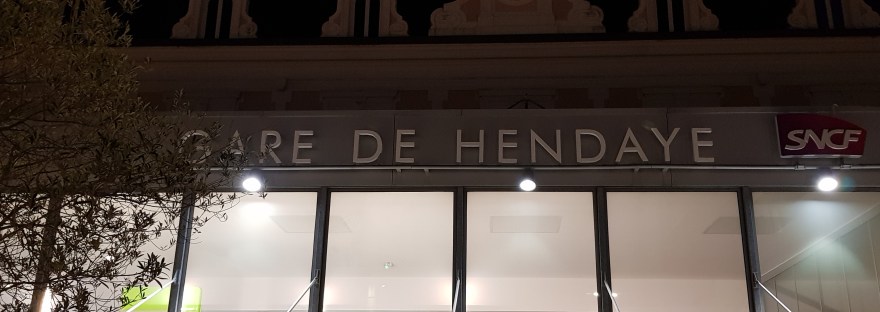 GARE DE HENDAYE SNCF